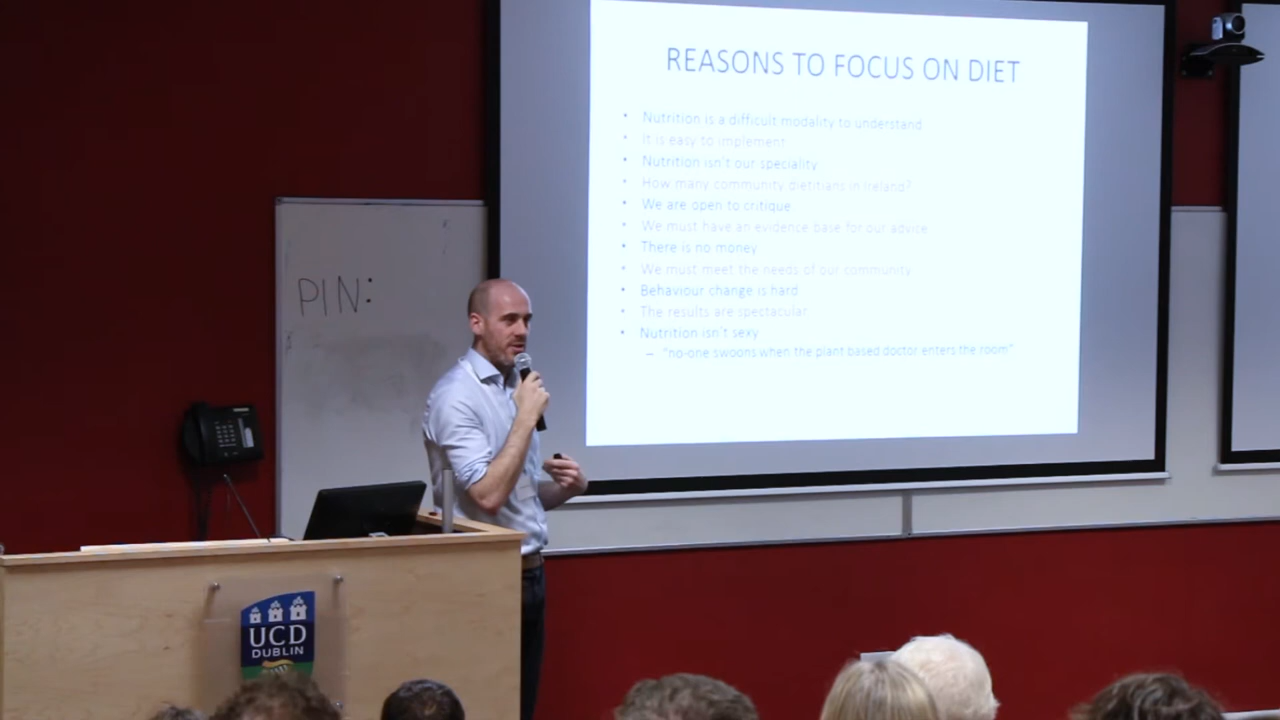 REASONS TO FOCUS ON DIET
• Nutrition is a difficult modality to understand
• It is easy to implement
• Nutrition isn't our speciality
• How many community dietitians in Ireland?
• We are open to critique
• We must have an evidence base for our advice
• There is no money
• We must meet the needs of our community
• Behaviour change is hard
• The results are spectacular
• Nutrition isn't sexy
– "no-one swoons when the plant based doctor enters the room"
PIN:
UCD
DUBLIN